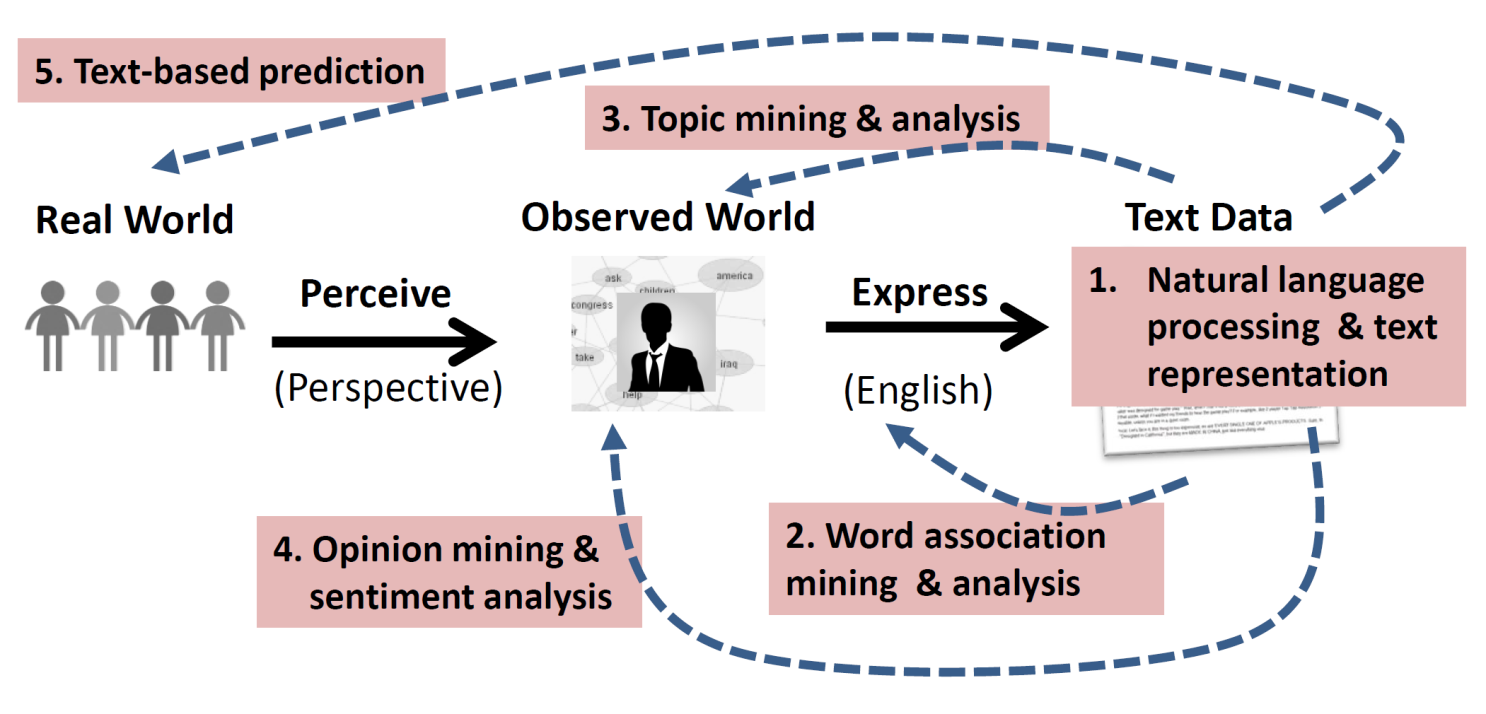 5. Text-based prediction
3. Topic mining & analysis
Real World
Observed World
Text Data
Perceive
(Perspective)
ask
america
children
congress
take
iraq
help
Express
(English)
1. Natural language
processing & text
representation
4. Opinion mining &
sentiment analysis
2. Word association
mining & analysis